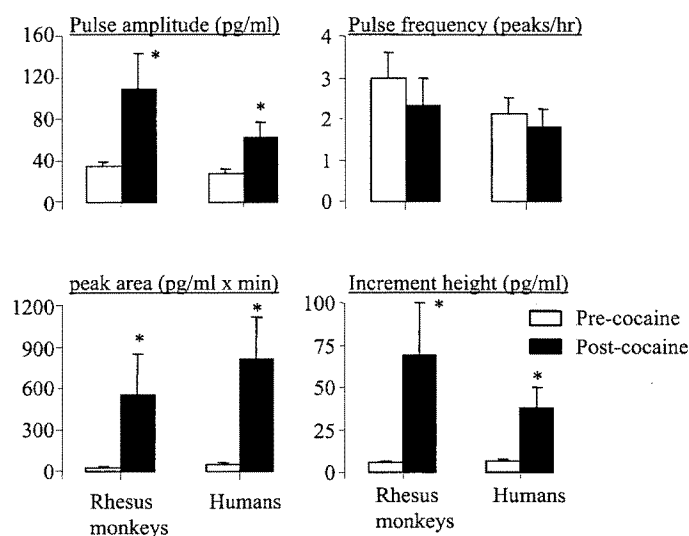 Pulse amplitude (pg/ml)
160
120
80
40
0
*
*
Pulse frequency (peaks/hr)
4
3
2
1
0
peak area (pg/ml x min)
1200
900
600
300
0
*
*
Rhesus
monkeys
Humans
Increment height (pg/ml)
100
75
50
25
0
*
*
Pre-cocaine
Post-cocaine
Rhesus
monkeys
Humans